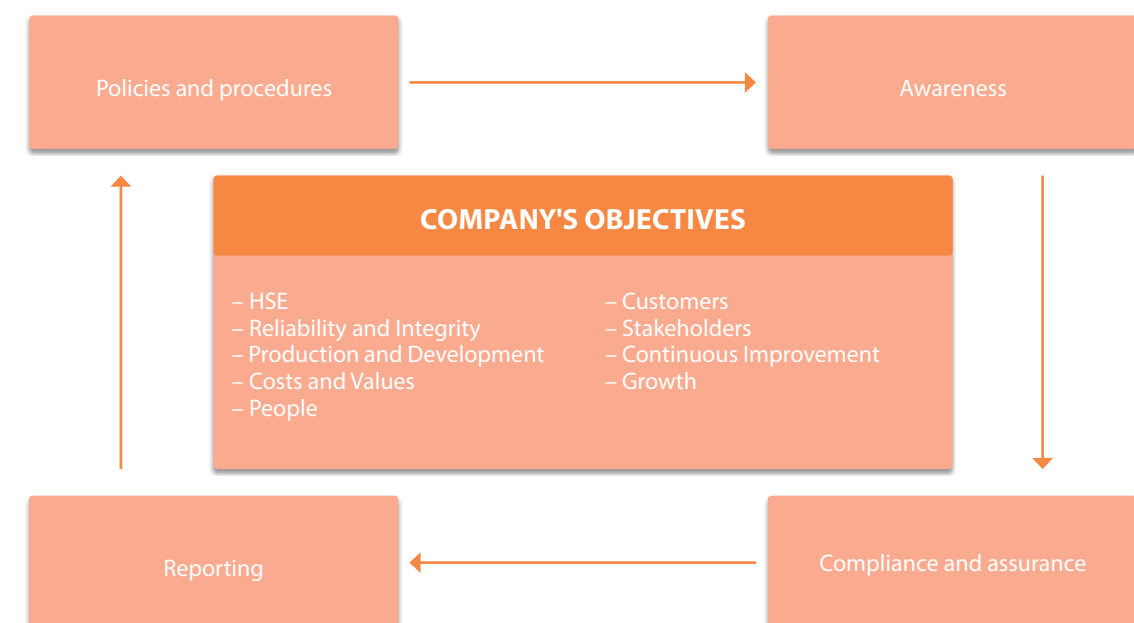 Policies and procedures
Awareness
COMPANY'S OBJECTIVES
– HSE
– Reliability and Integrity
– Production and Development
– Costs and Values
– People
– Customers
– Stakeholders
– Continuous Improvement
– Growth
Reporting
Compliance and assurance